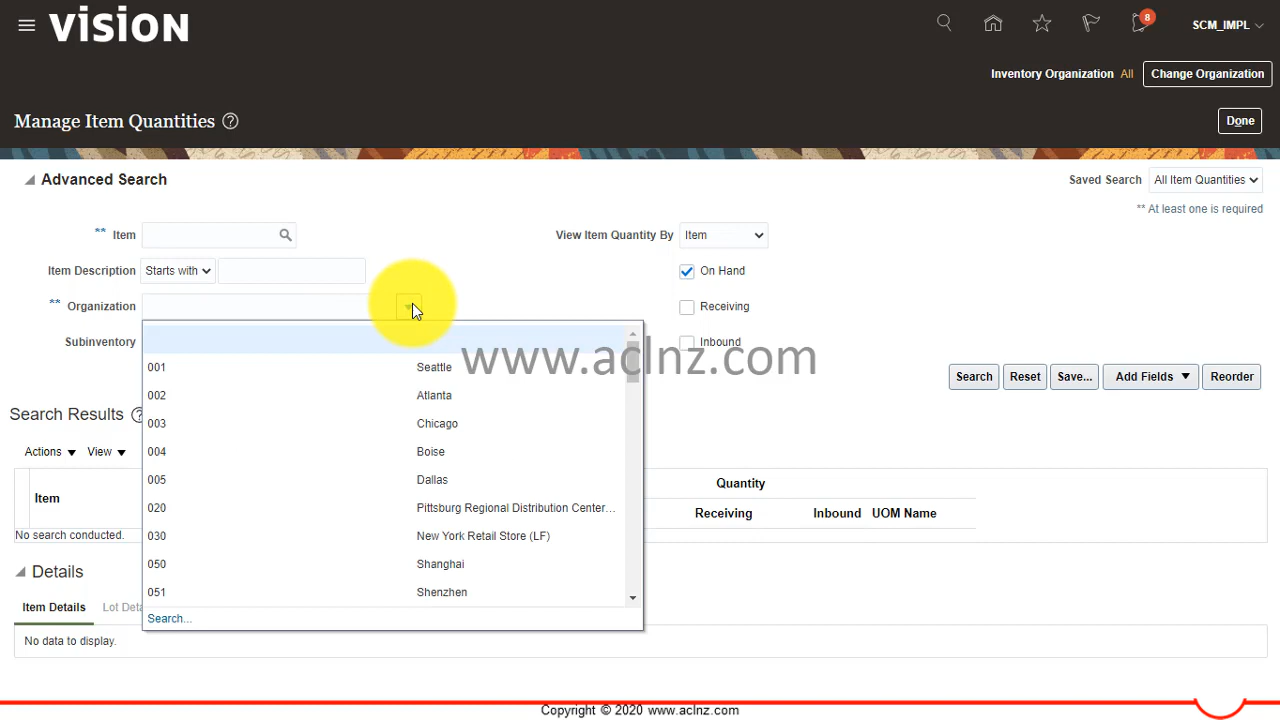 VISION
8
SCM_IMPL
Inventory Organization All Change Organization
Manage Item Quantities ?
Done
Advanced Search
Saved Search All Item Quantities
** At least one is required
** Item
View Item Quantity By Item
Item Description Starts with
On Hand
** Organization
Receiving
Subinventory
Inbound
www.aclnz.com
001 Seattle
002 Atlanta
003 Chicago
004 Boise
005 Dallas
020 Pittsburg Regional Distribution Center...
030 New York Retail Store (LF)
050 Shanghai
051 Shenzhen
Search...
Search Reset Save... Add Fields Reorder
Search Results ?
Actions View
Item
Quantity
Receiving Inbound UOM Name
No search conducted.
Details
Item Details Lot Deta
No data to display.
Copyright © 2020 www.aclnz.com